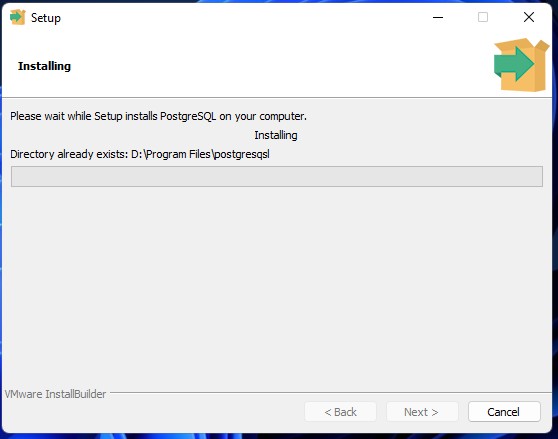 Setup
Installing
Please wait while Setup installs PostgreSQL on your computer.
Installing
Directory already exists: D:\Program Files\postgresqsl
VMware InstallBuilder
< Back
Next >
Cancel